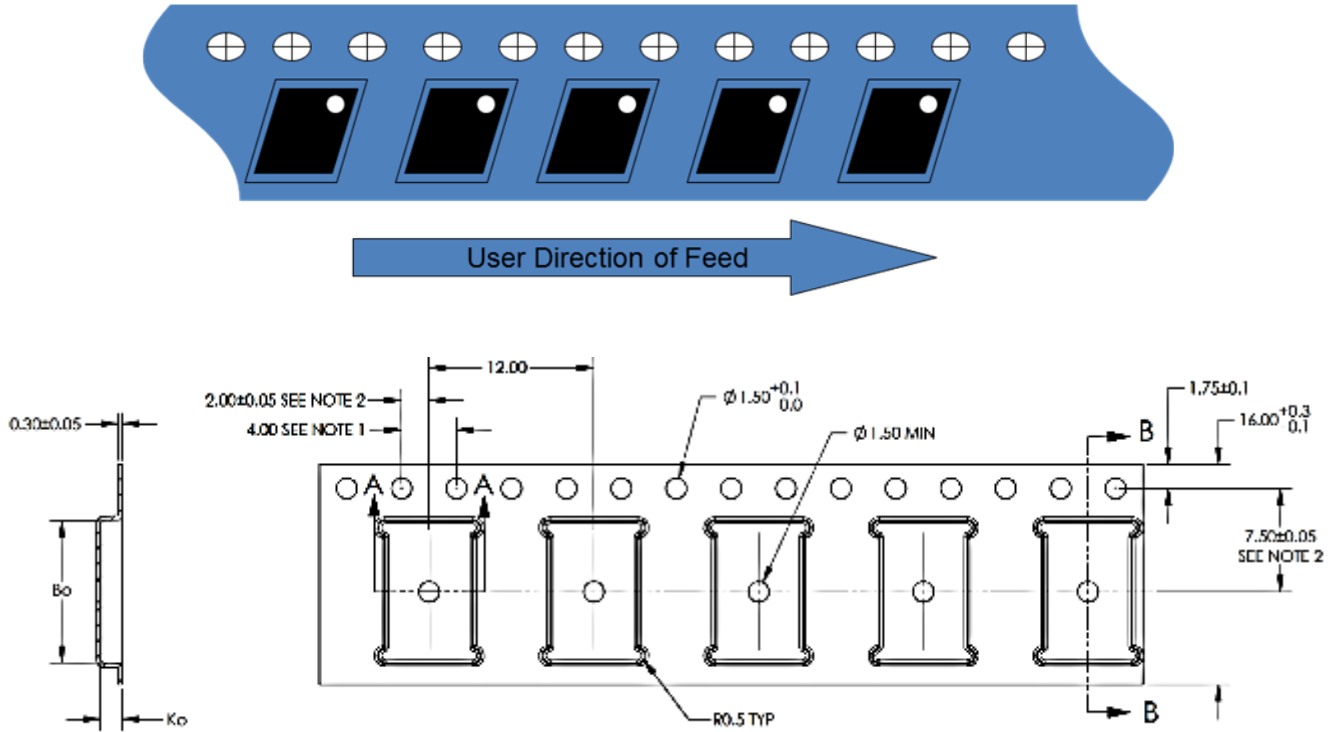 User Direction of Feed
12.00
2.00±0.05 SEE NOTE 2
4.00 SEE NOTE 1
0.30±0.05
Ø1.50 +0.1 0.0
Ø1.50 MIN
1.75±0.1
16.00 +0.3 0.1
B
A
A
7.50±0.05
SEE NOTE 2
Bo
Ko
R0.5 TYP
B